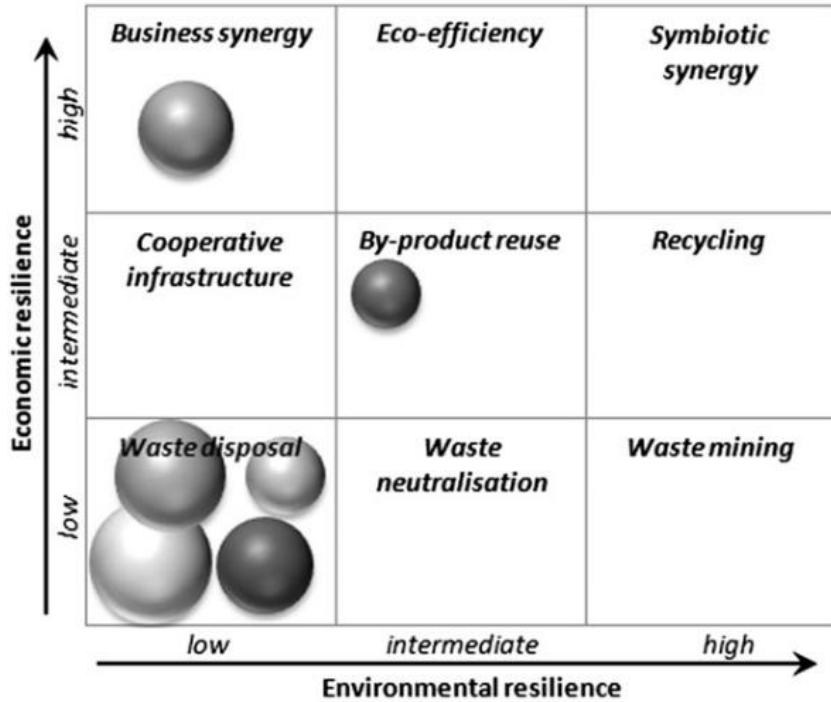 Business synergy
Eco-efficiency
Symbiotic
synergy
high
Cooperative
infrastructure
By-product reuse
Recycling
intermediate
Economic resilience
Waste disposal
Waste
neutralisation
Waste mining
low
low
intermediate
high
Environmental resilience